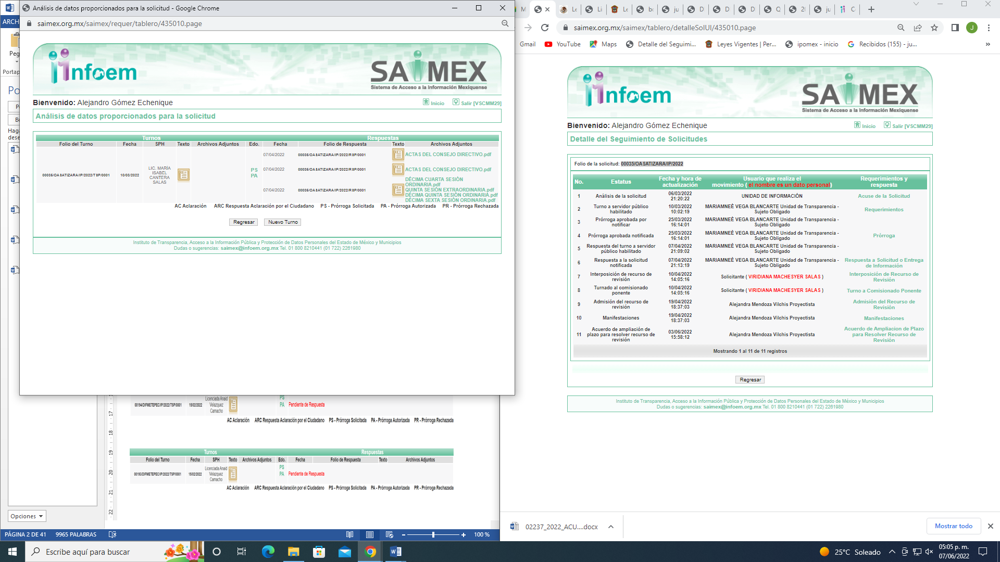 Análisis de datos proporcionados para la solicitud - Google Chrome
saimex.org.mx/saimex/requer/tablero/435010.page
infoem
SAIMEX
Sistema de Acceso a la Información Mexiquense
Bienvenido: Alejandro Gómez Echenique
Inicio Salir [VSCMM29]
Análisis de datos proporcionados para la solicitud
Turnos Respuestas
Folio del Turno Fecha SPH Texto Archivos Adjuntos Edo. Fecha Folio de Respuesta Texto Archivos Adjuntos
00035/OASATIZARA/IP/2022/TSP/0001 10/03/2022 LIC. MARÍA ISABEL CANTERA SALAS PS PA
07/04/2022 00035/OASATIZARA/IP/2022/RSP/0001 ACTAS DEL CONSEJO DIRECTIVO.pdf
07/04/2022 00035/OASATIZARA/IP/2022/RSP/0001 ACTAS DEL CONSEJO DIRECTIVO.pdf
07/04/2022 00035/OASATIZARA/IP/2022/RSP/0001 DÉCIMA CUARTA SESIÓN ORDINARIA.pdf
QUINTA SESIÓN EXTRAORDINARIA.pdf
DÉCIMA QUINTA SESIÓN ORDINARIA.pdf
DÉCIMA SEXTA SESIÓN ORDINARIA.pdf
AC Aclaración ARC Respuesta Aclaración por el Ciudadano PS - Prórroga Solicitada PA - Prórroga Autorizada PR - Prórroga Rechazada
Regresar Nuevo Turno
Instituto de Transparencia, Acceso a la Información Pública y Protección de Datos Personales del Estado de México y Municipios
Dudas o sugerencias: saimex@infoem.org.mx Tel. 01 800 8210441 (01 722) 2261980
ARCH
Peg
Portap
Po
Haga
dese
Licenciada Anaid
00194/DIFMETEPEC/IP/2022/TSP/0001 15/02/2022 Velazquez PS PA Pendiente de Respuesta
Camacho
AC Aclaración ARC Respuesta Aclaración por el Ciudadano PS - Prórroga Solicitada PA - Prórroga Autorizada PR - Prórroga Rechazada
Turnos Respuestas
Folio del Turno Fecha SPH Texto Archivos Adjuntos Edo. Fecha Folio de Respuesta Texto Archivos Adjuntos
00193/DIFMETEPEC/IP/2022/TSP/0001 15/02/2022 Licenciada Anaid Velazquez Camacho PS PA Pendiente de Respuesta
AC Aclaración ARC Respuesta Aclaración por el Ciudadano PS - Prórroga Solicitada PA - Prórroga Autorizada PR - Prórroga Rechazada
17
18
19
20
21
22
Opciones
PÁGINA 2 DE 41 9965 PALABRAS 100 %
saimex.org.mx/saimex/tablero/detalleSolUI/435010.page
J
Gmail YouTube Maps Detalle del Seguimi... Leyes Vigentes | Per... ipomex - inicio Recibidos (155) - ju... »
infoem
SAIMEX
Sistema de Acceso a la Información Mexiquense
Bienvenido: Alejandro Gómez Echenique
Inicio Salir [VSCMM29]
Detalle del Seguimiento de Solicitudes
Folio de la solicitud: 00035/OASATIZARA/IP/2022
No. Estatus Fecha y hora de actualización Usuario que realiza el movimiento ( el nombre es un dato personal) Requerimientos y respuesta
1 Análisis de la solicitud 06/03/2022 21:20:22 UNIDAD DE INFORMACIÓN Acuse de la Solicitud
2 Turno a servidor público habilitado 10/03/2022 10:02:19 MARIAMNEÈ VEGA BLANCARTE Unidad de Transparencia - Sujeto Obligado Requerimientos
3 Prórroga aprobada por notificar 25/03/2022 16:14:01 MARIAMNEÈ VEGA BLANCARTE Unidad de Transparencia - Sujeto Obligado
4 Prórroga aprobada notificada 25/03/2022 16:14:01 MARIAMNEÈ VEGA BLANCARTE Unidad de Transparencia - Sujeto Obligado Prórroga
5 Respuesta del turno a servidor público habilitado 07/04/2022 21:09:02 MARIAMNEÈ VEGA BLANCARTE Unidad de Transparencia - Sujeto Obligado
6 Respuesta a la solicitud notificada 07/04/2022 21:13:19 MARIAMNEÈ VEGA BLANCARTE Unidad de Transparencia - Sujeto Obligado Respuesta a Solicitud o Entrega de Información
7 Interposición de recurso de revisión 10/04/2022 14:05:16 Solicitante ( VIRIDIANA MACHESYER SALAS ) Interposición de Recurso de Revisión
8 Turnado al comisionado ponente 10/04/2022 14:05:16 Solicitante ( VIRIDIANA MACHESYER SALAS ) Turno a Comisionado Ponente
9 Admisión del recurso de revisión 19/04/2022 18:37:03 Alejandra Mendoza Vilchis Proyectista Admisión del Recurso de Revisión
10 Manifestaciones 19/04/2022 18:37:03 Alejandra Mendoza Vilchis Proyectista Manifestaciones
11 Acuerdo de ampliación de plazo para resolver recurso de revisión 03/06/2022 15:58:12 Alejandra Mendoza Vilchis Proyectista Acuerdo de Ampliacion de Plazo para Resolver Recurso de Revisión
Mostrando 1 al 11 de 11 registros
Regresar
Instituto de Transparencia, Acceso a la Información Pública y Protección de Datos Personales del Estado de México y Municipios
Dudas o sugerencias: saimex@infoem.org.mx Tel. 01 800 8210441 (01 722) 2261980
02237_2022_ACU....docx
Mostrar todo
Escribe aquí para buscar
25°C Soleado
05:05 p. m.
07/06/2022